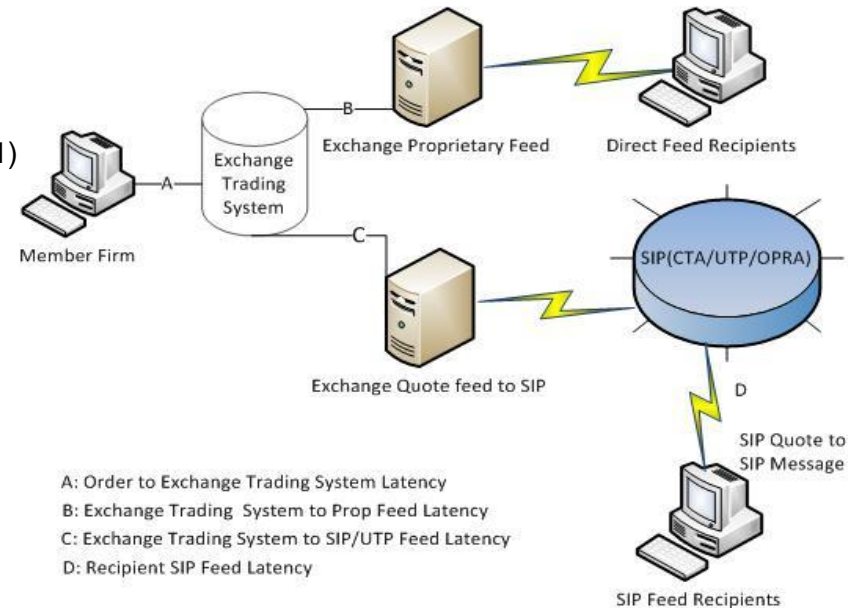 B
Exchange Proprietary Feed
Direct Feed Recipients
1)
Exchange
Trading
System
A
Member Firm
C
SIP(CTA/UTP/OPRA)
Exchange Quote feed to SIP
D
SIP Quote to
SIP Message
A: Order to Exchange Trading System Latency
B: Exchange Trading System to Prop Feed Latency
C: Exchange Trading System to SIP/UTP Feed Latency
D: Recipient SIP Feed Latency
SIP Feed Recipients